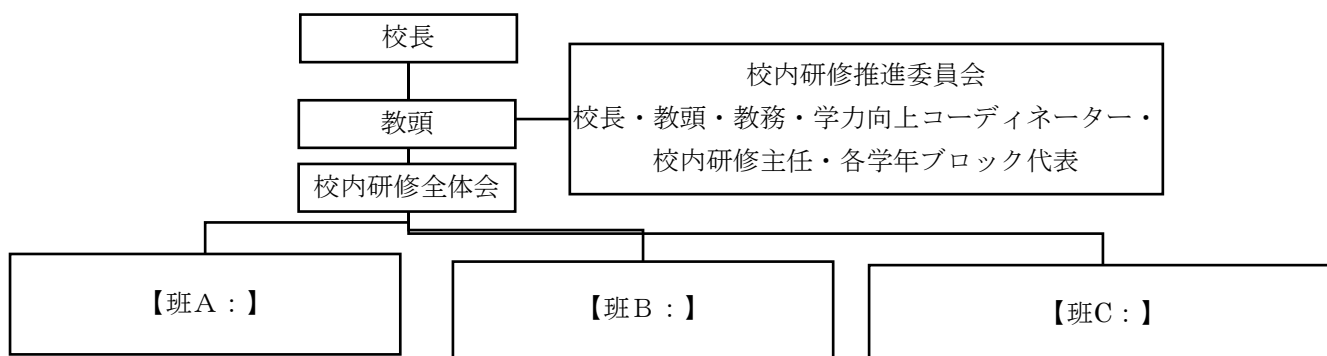 校長
校内研修推進委員会
教頭
校長・教頭・教務・学力向上コーディネーター・
校内研修主任・各学年ブロック代表
校内研修全体会
【班Ａ：】
【班Ｂ：】
【班C：】